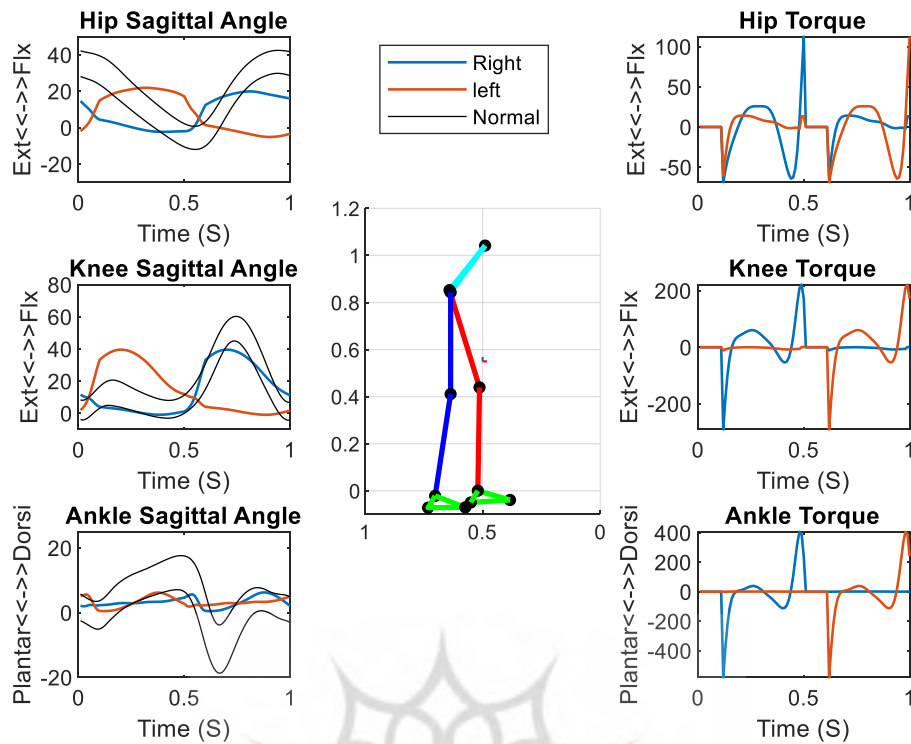 Hip Sagittal Angle
Ext<<->>Flx
40
20
0
-20
0
0.5
1
Time (S)
Right
left
Normal
Hip Torque
Ext<<->>Flx
100
50
0
-50
0
0.5
1
Time (S)
Knee Sagittal Angle
Ext<<->>Flx
80
60
40
20
0
0
0.5
1
Time (S)
1.2
1
0.8
0.6
0.4
0.2
0
1
0.5
0
Knee Torque
Ext<<->>Flx
200
0
-200
0
0.5
1
Time (S)
Ankle Sagittal Angle
Plantar<<->>Dorsi
20
0
-20
0
0.5
1
Time (S)
Ankle Torque
Plantar<<->>Dorsi
400
200
0
-200
-400
0
0.5
1
Time (S)